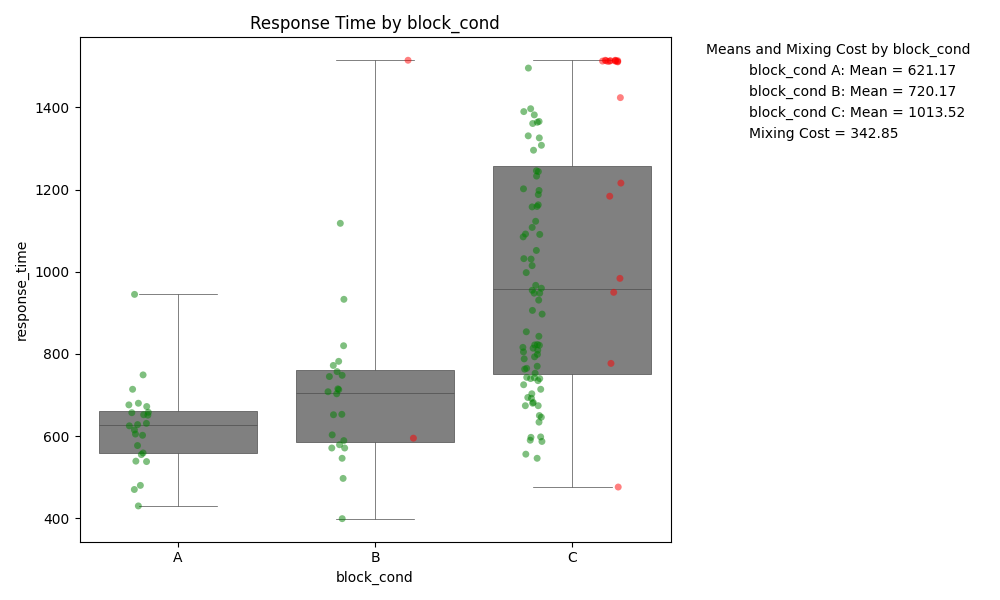 Response Time by block_cond
Means and Mixing Cost by block_cond
block_cond A: Mean = 621.17
block_cond B: Mean = 720.17
block_cond C: Mean = 1013.52
Mixing Cost = 342.85
response_time
1400
1200
1000
800
600
400
A
B
C
block_cond